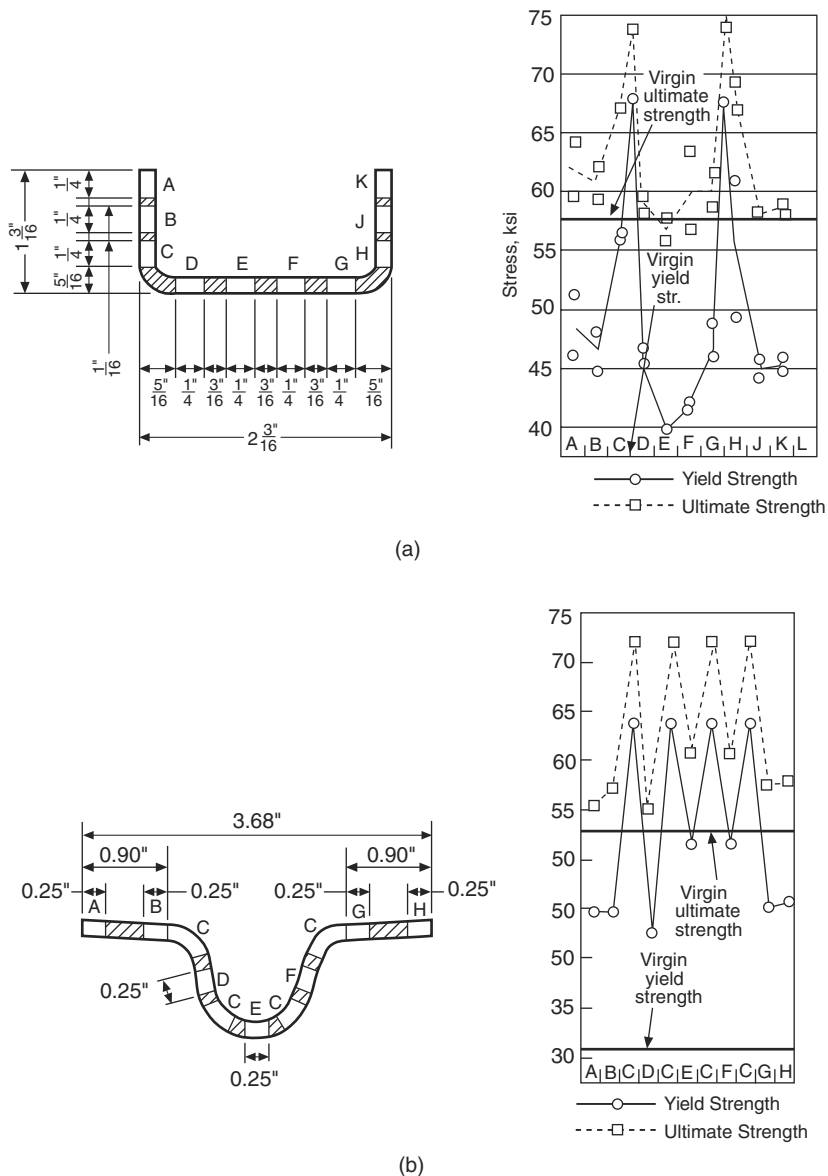 A
B
C
D
E
F
G
H
J
K
1/4"
1/4"
1/4"
5/16"
1 3/16"
1/16"
5/16"
1/4"
3/16"
1/4"
3/16"
1/4"
3/16"
1/4"
5/16"
2 3/16"
Stress, ksi
75
70
65
60
55
50
45
40
Virgin
ultimate
strength
Virgin
yield
str.
A B C D E F G H J K L
Yield Strength
Ultimate Strength
(a)
3.68"
0.90" 0.90"
0.25" 0.25" 0.25" 0.25"
A B C C G H
D F
0.25"
C E C
0.25"
75
70
65
60
55
50
50
50
35
30
Virgin
ultimate
strength
Virgin
yield
strength
A B C D C E C F C G H
Yield Strength
Ultimate Strength
(b)